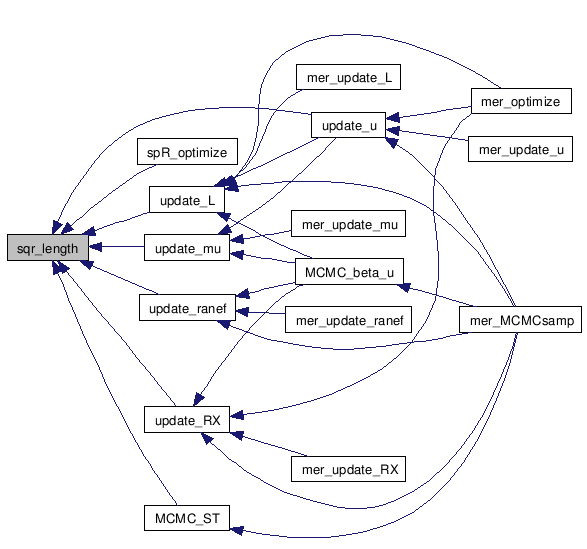 mer_update_L
mer_optimize
update_u
mer_update_u
spR_optimize
update_L
mer_update_mu
sqr_length
update_mu
MCMC_beta_u
update_ranef
mer_update_ranef
mer_MCMCsamp
update_RX
mer_update_RX
MCMC_ST